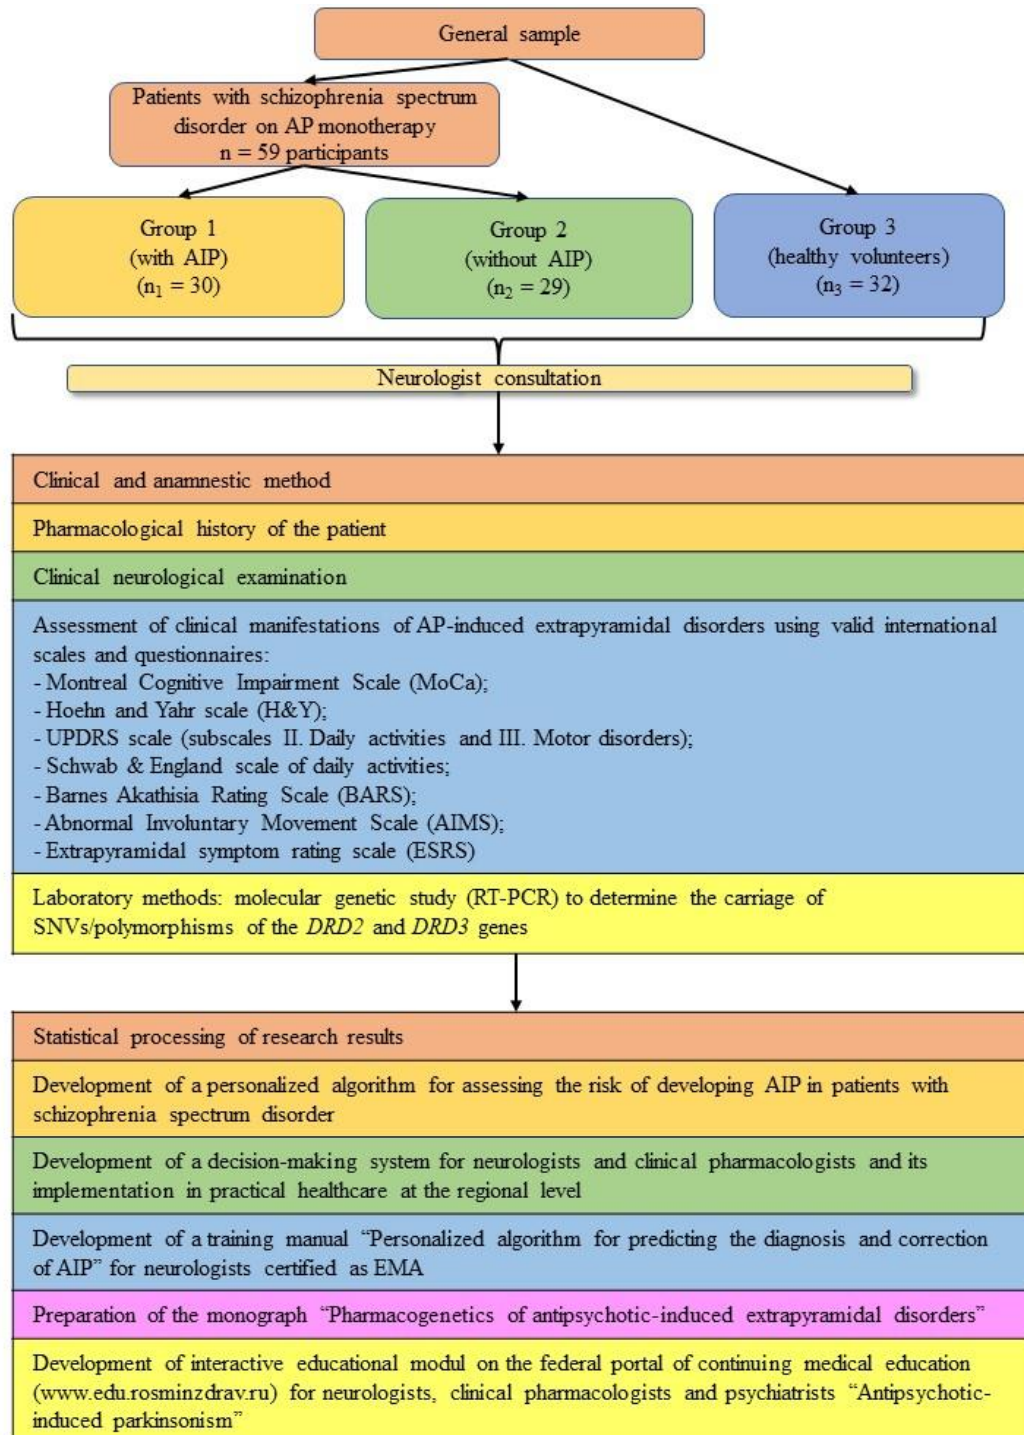 General sample
Patients with schizophrenia spectrum
disorder on AP monotherapy
n = 59 participants
Group 1
(with AIP)
(n₁ = 30)
Group 2
(without AIP)
(n₂ = 29)
Group 3
(healthy volunteers)
(n₃ = 32)
Neurologist consultation
Clinical and anamnestic method
Pharmacological history of the patient
Clinical neurological examination
Assessment of clinical manifestations of AP-induced extrapyramidal disorders using valid international
scales and questionnaires:
- Montreal Cognitive Impairment Scale (MoCa);
- Hoehn and Yahr scale (H&Y);
- UPDRS scale (subscales II. Daily activities and III. Motor disorders);
- Schwab & England scale of daily activities;
- Barnes Akathisia Rating Scale (BARS);
- Abnormal Involuntary Movement Scale (AIMS);
- Extrapyramidal symptom rating scale (ESRS)
Laboratory methods: molecular genetic study (RT-PCR) to determine the carriage of
SNVs/polymorphisms of the DRD2 and DRD3 genes
Statistical processing of research results
Development of a personalized algorithm for assessing the risk of developing AIP in patients with
schizophrenia spectrum disorder
Development of a decision-making system for neurologists and clinical pharmacologists and its
implementation in practical healthcare at the regional level
Development of a training manual “Personalized algorithm for predicting the diagnosis and correction
of AIP” for neurologists certified as EMA
Preparation of the monograph “Pharmacogenetics of antipsychotic-induced extrapyramidal disorders”
Development of interactive educational modul on the federal portal of continuing medical education
(www.edu.rosminzdrav.ru) for neurologists, clinical pharmacologists and psychiatrists “Antipsychotic-
induced parkinsonism”